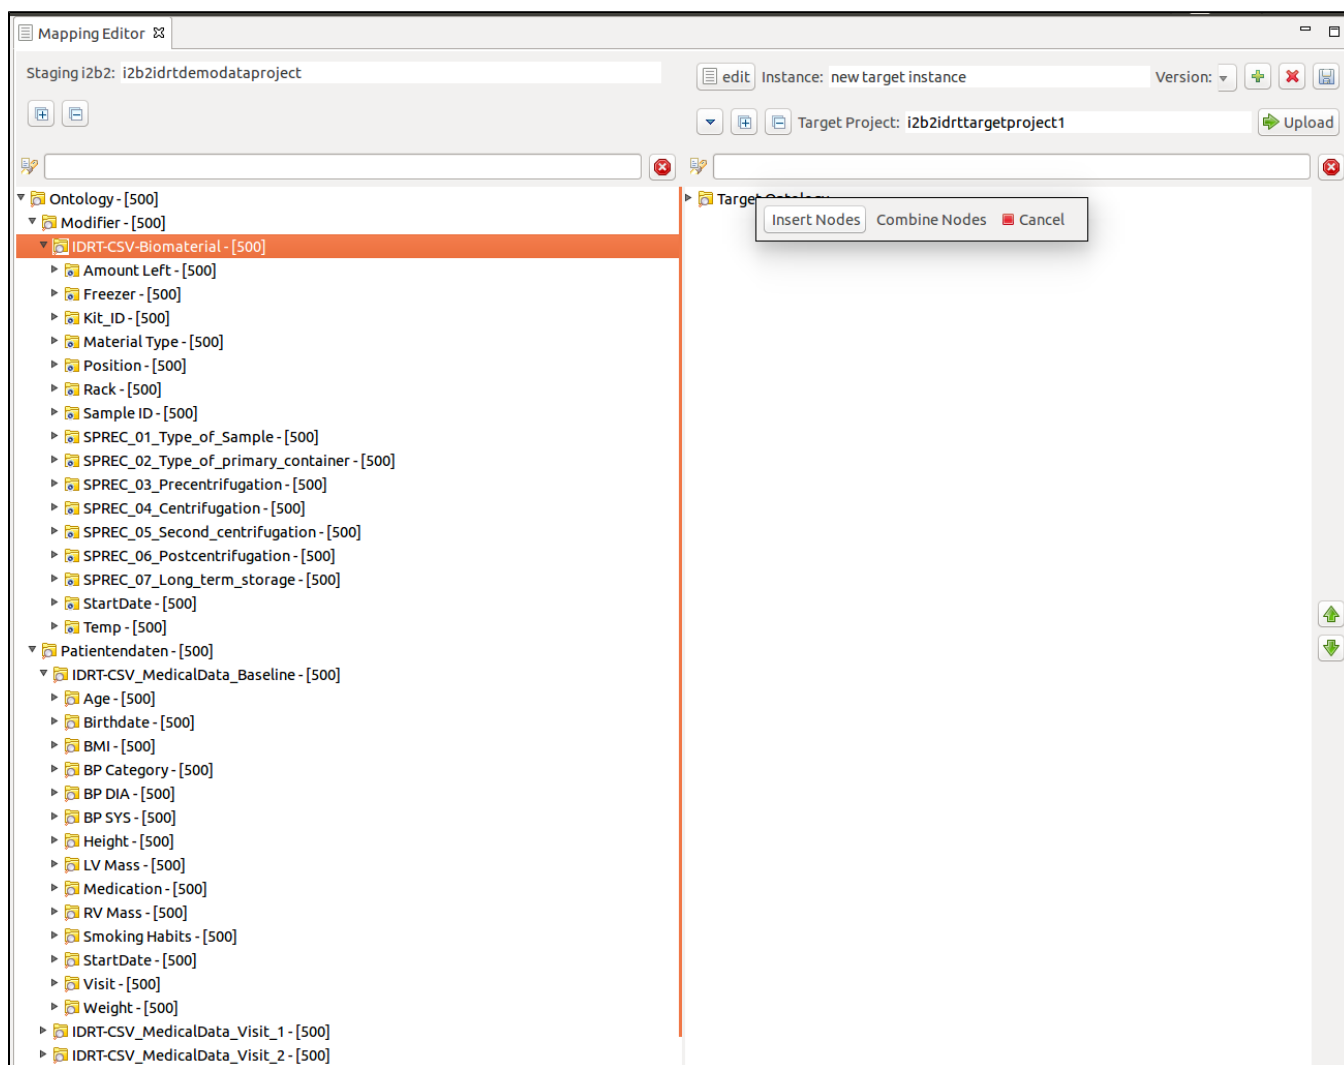 Mapping Editor
Staging i2b2: i2b2idrtdemodataproject
edit Instance: new target instance Version:
Target Project: i2b2idrttargetproject1 Upload
Ontology - [500]
Modifier - [500]
IDRT-CSV-Biomaterial - [500]
Amount Left - [500]
Freezer - [500]
Kit_ID - [500]
Material Type - [500]
Position - [500]
Rack - [500]
Sample ID - [500]
SPREC_01_Type_of_Sample - [500]
SPREC_02_Type_of_primary_container - [500]
SPREC_03_Precentrifugation - [500]
SPREC_04_Centrifugation - [500]
SPREC_05_Second_centrifugation - [500]
SPREC_06_Postcentrifugation - [500]
SPREC_07_Long_term_storage - [500]
StartDate - [500]
Temp - [500]
Patientendaten - [500]
IDRT-CSV_MedicalData_Baseline - [500]
Age - [500]
Birthdate - [500]
BMI - [500]
BP Category - [500]
BP DIA - [500]
BP SYS - [500]
Height - [500]
LV Mass - [500]
Medication - [500]
RV Mass - [500]
Smoking Habits - [500]
StartDate - [500]
Visit - [500]
Weight - [500]
IDRT-CSV_MedicalData_Visit_1 - [500]
IDRT-CSV_MedicalData_Visit_2 - [500]
Target Ontology
Insert Nodes Combine Nodes Cancel